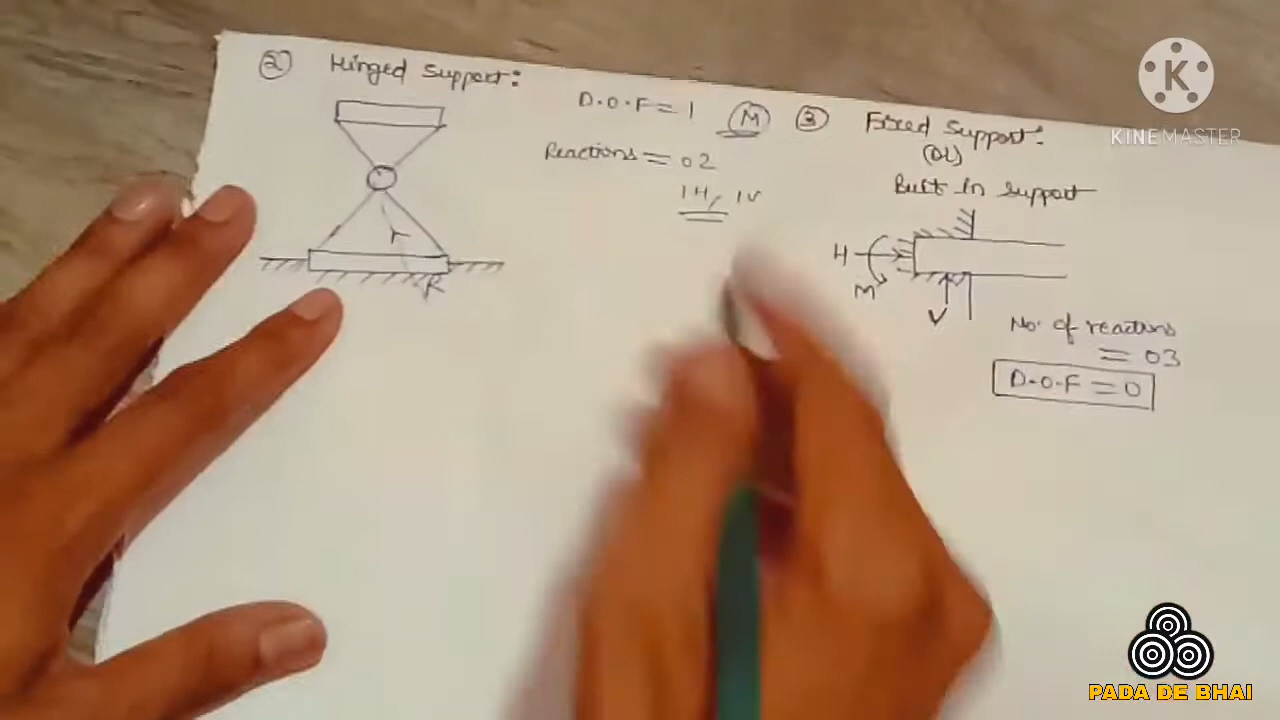 ② Hinged Support:
D.O.F = 1 Ⓜ
Reactions = 02
1H, 1V
R
③ Fixed Support:
(OR)
Built In support
H
M
V
No. of reactions
= 03
D.O.F = 0
K
KINEMASTER
PADA DE BHAI